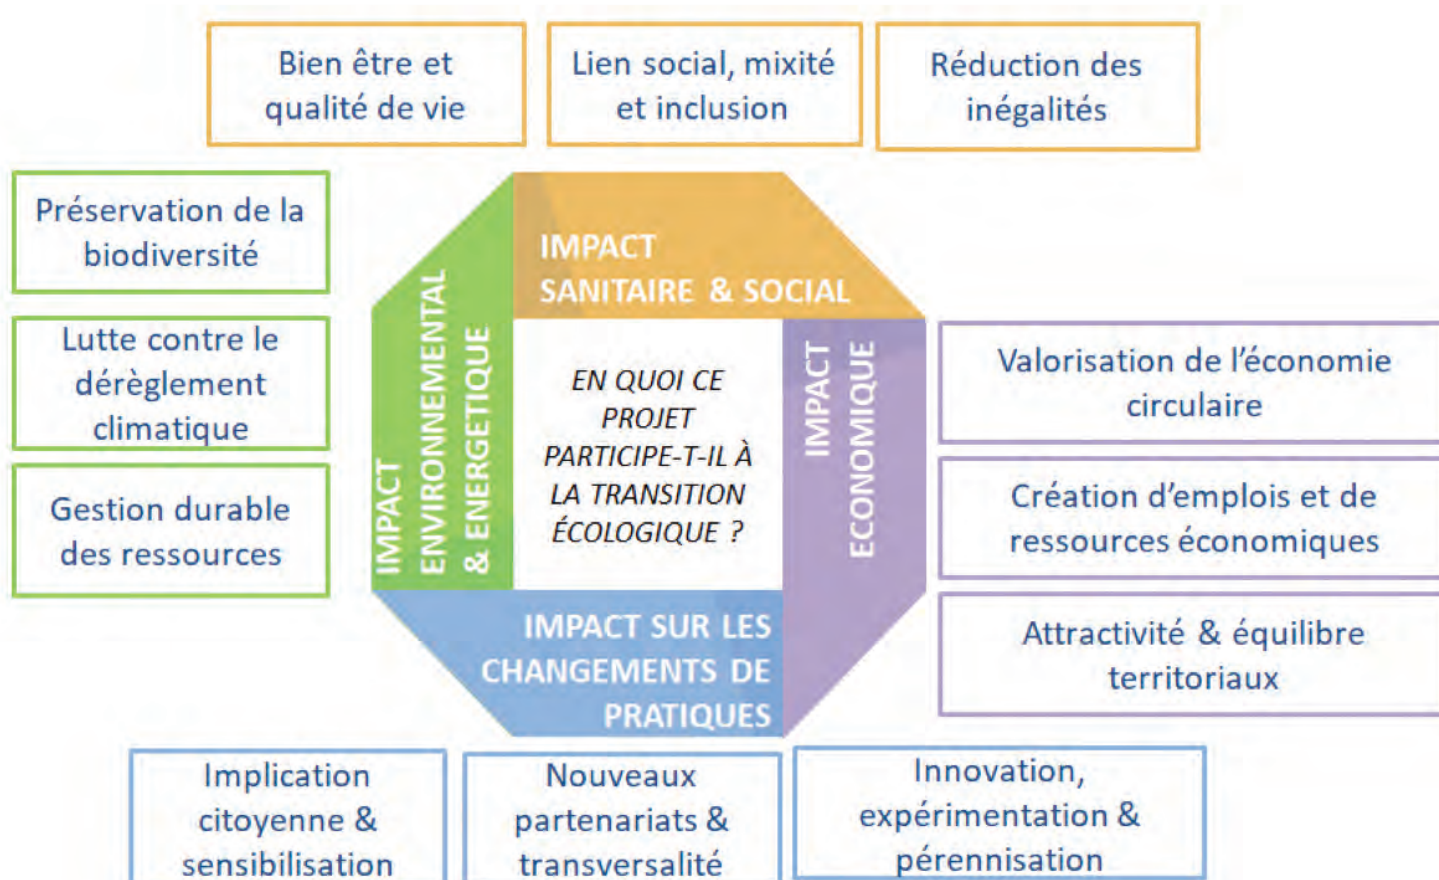 Bien être et
qualité de vie
Lien social, mixité
et inclusion
Réduction des
inégalités
Préservation de la
biodiversité
Lutte contre le
dérèglement
climatique
Gestion durable
des ressources
IMPACT
SANITAIRE & SOCIAL
IMPACT
ENVIRONNEMENTAL
& ENERGETIQUE
EN QUOI CE
PROJET
PARTICIPE-T-IL À
LA TRANSITION
ÉCOLOGIQUE ?
IMPACT
ECONOMIQUE
IMPACT SUR LES
CHANGEMENTS DE
PRATIQUES
Valorisation de l’économie
circulaire
Création d’emplois et de
ressources économiques
Attractivité & équilibre
territoriaux
Implication
citoyenne &
sensibilisation
Nouveaux
partenariats &
transversalité
Innovation,
expérimentation &
pérennisation